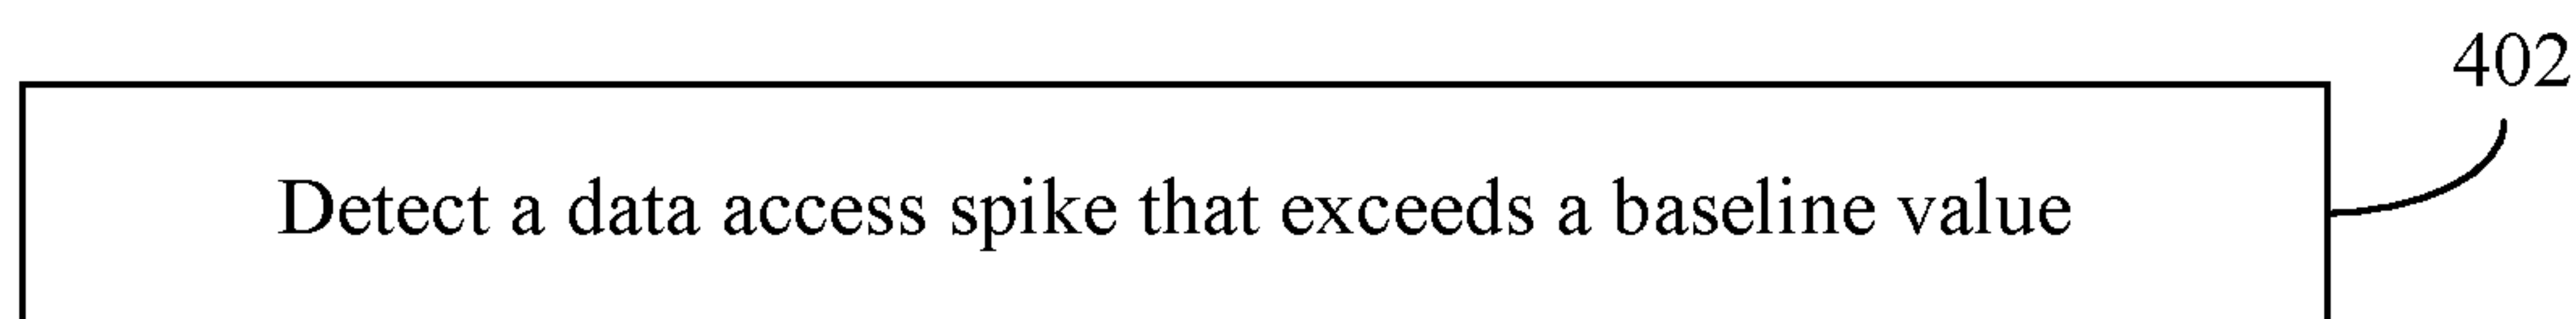 402
Detect a data access spike that exceeds a baseline value